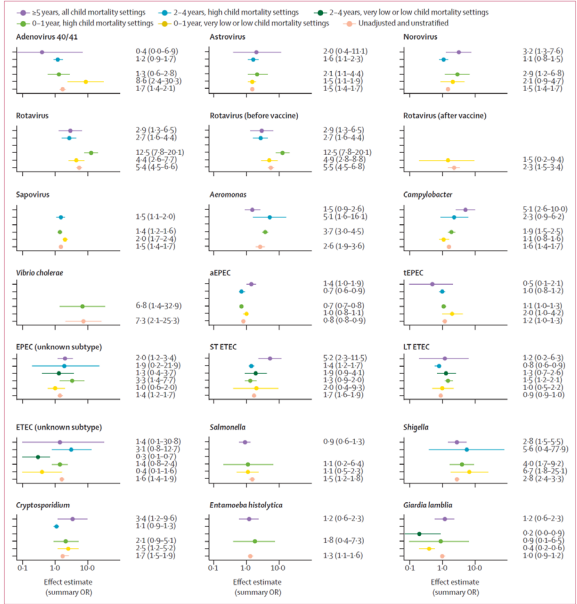 ≥5 years, all child mortality settings
2–4 years, high child mortality settings
2–4 years, very low or low child mortality settings
0–1 year, high child mortality settings
0–1 year, very low or low child mortality settings
Unadjusted and unstratified
Adenovirus 40/41
0·4 (0·0–6·9)
1·2 (0·9–1·7)
1·3 (0·6–2·8)
8·6 (2·4–30·3)
1·7 (1·4–2·1)
Astrovirus
2·0 (0·4–11·1)
1·6 (1·1–2·3)
2·1 (1·1–4·4)
1·5 (1·1–1·9)
1·5 (1·4–1·7)
Norovirus
3·2 (1·3–7·6)
1·1 (0·8–1·5)
2·9 (1·2–6·8)
2·1 (0·9–4·7)
1·5 (1·4–1·7)
Rotavirus
2·9 (1·3–6·5)
2·7 (1·6–4·4)
12·5 (7·8–20·1)
4·4 (2·6–7·7)
5·4 (4·5–6·6)
Rotavirus (before vaccine)
2·9 (1·3–6·5)
2·7 (1·6–4·4)
12·5 (7·8–20·1)
4·9 (2·8–8·8)
5·5 (4·5–6·8)
Rotavirus (after vaccine)
1·5 (0·2–9·4)
2·3 (1·5–3·4)
Sapovirus
1·5 (1·1–2·0)
1·4 (1·2–1·6)
2·0 (1·7–2·4)
1·5 (1·4–1·7)
Aeromonas
1·5 (0·9–2·6)
5·1 (1·6–16·1)
3·7 (3·0–4·5)
2·6 (1·9–3·6)
Campylobacter
5·1 (2·6–10·0)
2·3 (0·9–6·2)
1·9 (1·5–2·5)
1·1 (0·8–1·6)
1·6 (1·4–1·7)
Vibrio cholerae
6·8 (1·4–32·9)
7·3 (2·1–25·3)
aEPEC
1·4 (1·0–1·9)
0·7 (0·6–0·9)
0·7 (0·7–0·8)
1·0 (0·8–1·1)
0·8 (0·8–0·9)
tEPEC
0·5 (0·1–2·1)
1·0 (0·8–1·2)
1·1 (1·0–1·3)
2·0 (1·0–4·2)
1·2 (1·0–1·3)
EPEC (unknown subtype)
2·0 (1·2–3·4)
1·9 (0·2–21·9)
1·3 (0·4–3·7)
3·3 (1·4–7·7)
1·0 (0·6–2·0)
1·4 (1·2–1·7)
ST ETEC
5·2 (2·3–11·5)
1·4 (1·2–1·7)
1·9 (0·9–4·1)
1·3 (0·9–2·0)
2·0 (0·4–9·3)
1·7 (1·6–1·9)
LT ETEC
1·2 (0·2–6·3)
0·8 (0·6–0·9)
1·3 (0·7–2·6)
1·5 (1·2–2·1)
1·0 (0·5–2·2)
0·9 (0·9–1·0)
ETEC (unknown subtype)
1·4 (0·1–30·8)
3·1 (0·8–12·7)
0·3 (0·1–0·7)
1·4 (0·8–2·4)
0·4 (0·1–1·6)
1·6 (1·4–1·9)
Salmonella
0·9 (0·6–1·3)
1·1 (0·2–6·4)
1·1 (0·5–2·3)
1·5 (1·2–1·8)
Shigella
2·8 (1·5–5·5)
5·6 (0·4–77·9)
4·0 (1·7–9·2)
6·7 (1·8–25·1)
2·8 (2·4–3·3)
Cryptosporidium
3·4 (1·2–9·6)
1·1 (0·9–1·3)
2·1 (0·9–5·1)
2·5 (1·2–5·2)
1·7 (1·5–1·9)
Entamoeba histolytica
1·2 (0·6–2·3)
1·8 (0·4–7·3)
1·3 (1·1–1·6)
Giardia lamblia
1·2 (0·6–2·3)
0·2 (0·0–0·9)
0·9 (0·1–6·5)
0·4 (0·2–0·6)
1·0 (0·9–1·2)
0·1 1·0 10·0
0·1 1·0 10·0
0·1 1·0 10·0
Effect estimate
(summary OR)
Effect estimate
(summary OR)
Effect estimate
(summary OR)